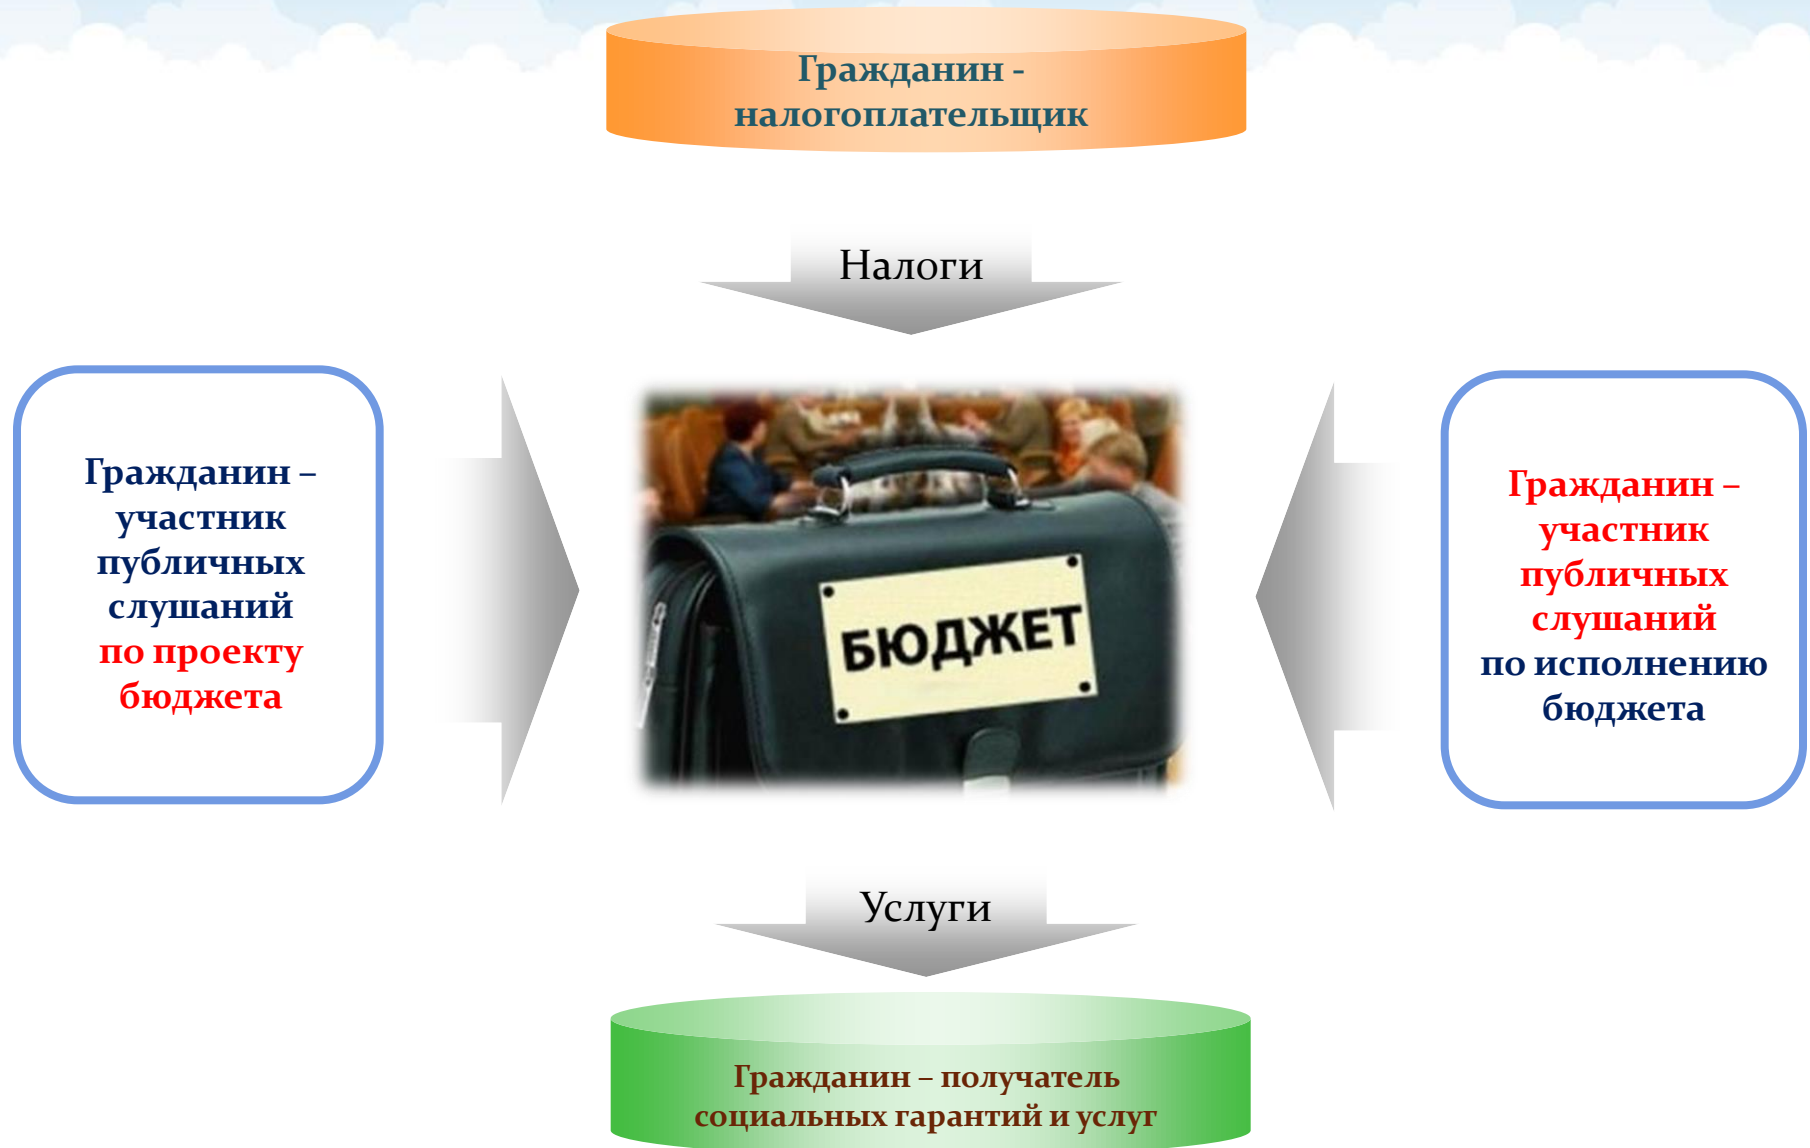 Гражданин -
налогоплательщик
Налоги
Гражданин –
участник
публичных
слушаний
по проекту
бюджета
БЮДЖЕТ
Гражданин –
участник
публичных
слушаний
по исполнению
бюджета
Услуги
Гражданин – получатель
социальных гарантий и услуг